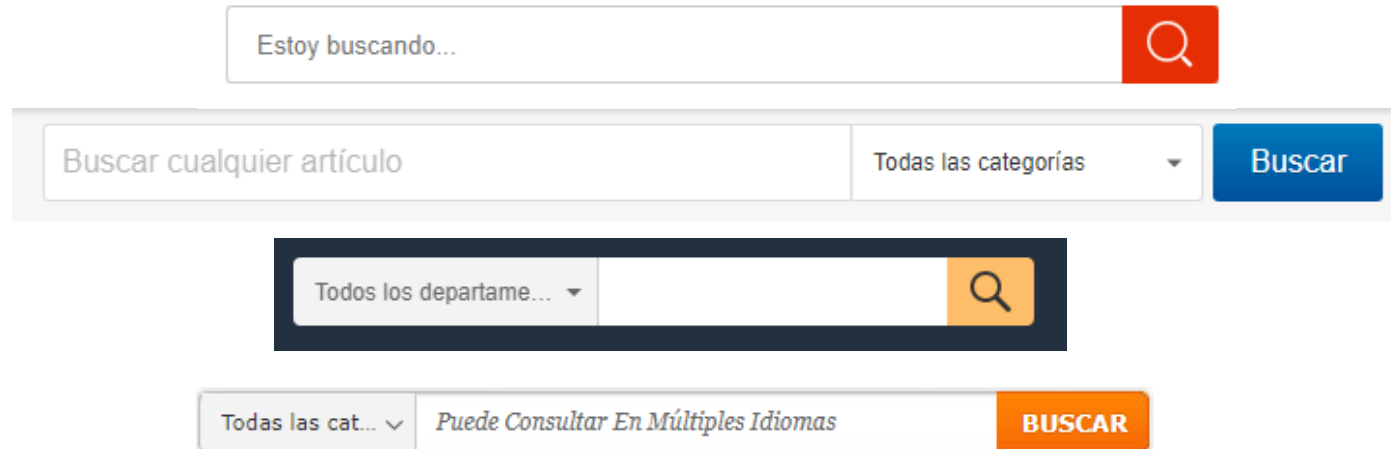 Estoy buscando...
Buscar cualquier artículo Todas las categorías Buscar
Todos los departame...
Todas las cat... Puede Consultar En Múltiples Idiomas BUSCAR